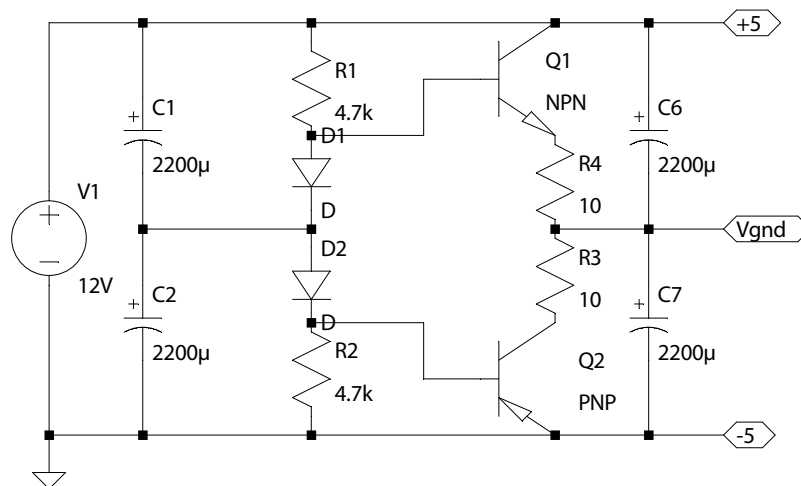 +5
R1
Q1
4.7k
NPN
C1
C6
D1
2200µ
2200µ
R4
V1
D
10
Vgnd
D2
R3
12V
10
C2
C7
D
R2
2200µ
2200µ
Q2
4.7k
PNP
-5